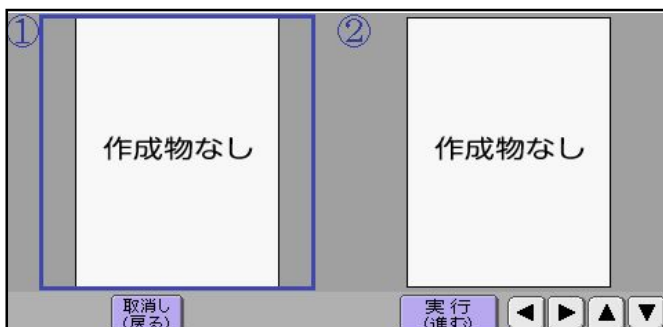 ① ②
作成物なし 作成物なし
取消し 実行
(戻る) (進む)
◀ ▶ ▲ ▼